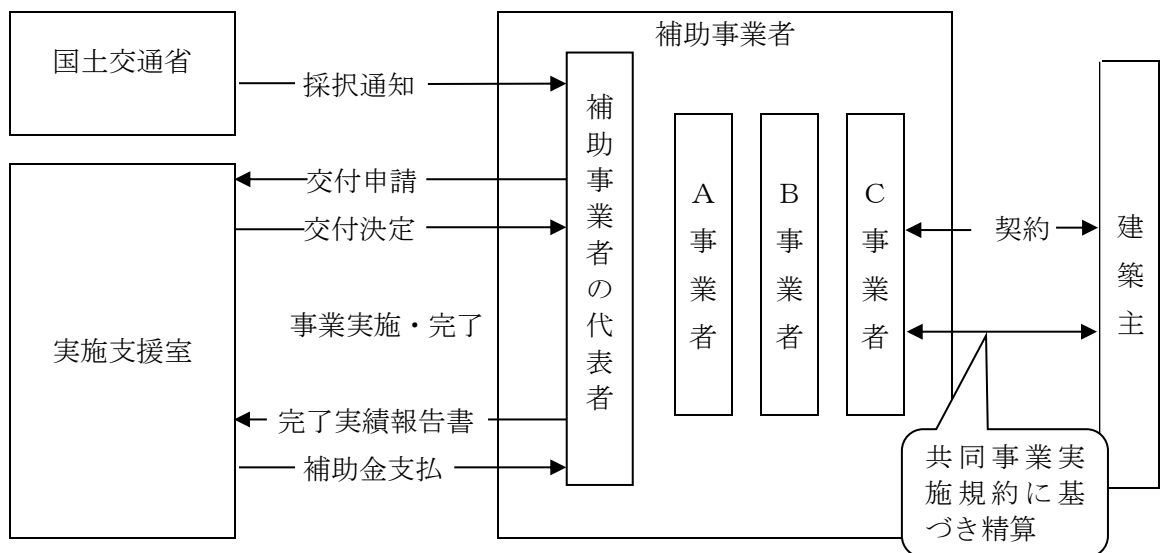 補助事業者
国土交通省
採択通知
補助事業者の代表者
A事業者
B事業者
C事業者
交付申請
交付決定
契約
建築主
事業実施・完了
実施支援室
完了実績報告書
補助金支払
共同事業実
施規約に基
づき精算